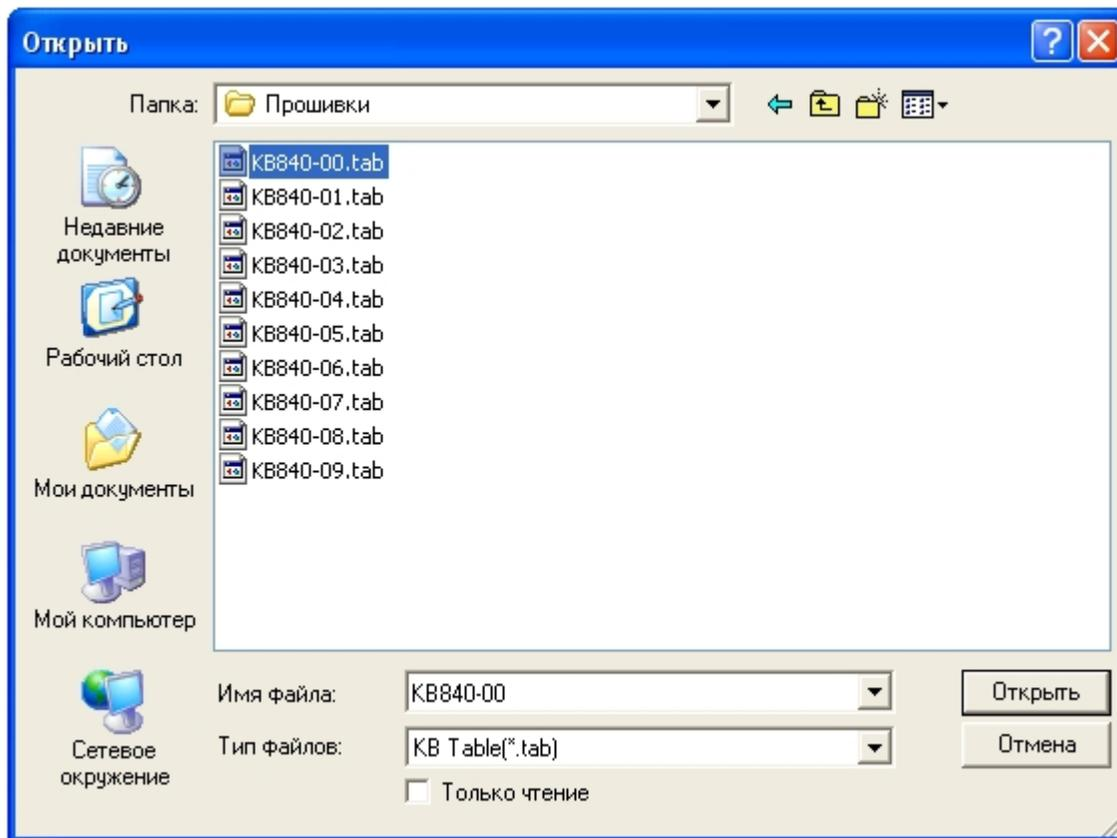 Открыть
Папка: Прошивки
KB840-00.tab
KB840-01.tab
KB840-02.tab
KB840-03.tab
KB840-04.tab
KB840-05.tab
KB840-06.tab
KB840-07.tab
KB840-08.tab
KB840-09.tab
Недавние
документы
Рабочий стол
Мои документы
Мой компьютер
Сетевое
окружение
Имя файла: KB840-00 Открыть
Тип файлов: KB Table(*.tab) Отмена
Только чтение